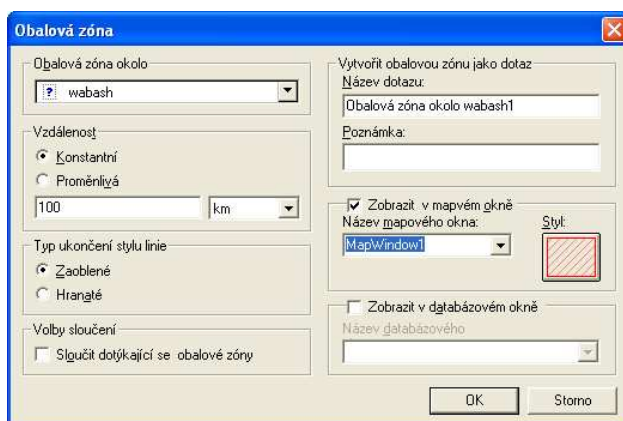 Obalová zóna
Obalová zóna okolo
wabash
Vzdálenost
Konstantní
Proměnlivá
100 km
Typ ukončení stylu linie
Zaoblené
Hranaté
Volby sloučení
Sloučit dotýkající se obalové zóny
Vytvořit obalovou zónu jako dotaz
Název dotazu:
Obalová zóna okolo wabash1
Poznámka:
Zobrazit v mapvém okně
Název mapového okna: Styl:
MapWindow1
Zobrazit v databázovém okně
Název databázového
OK Storno